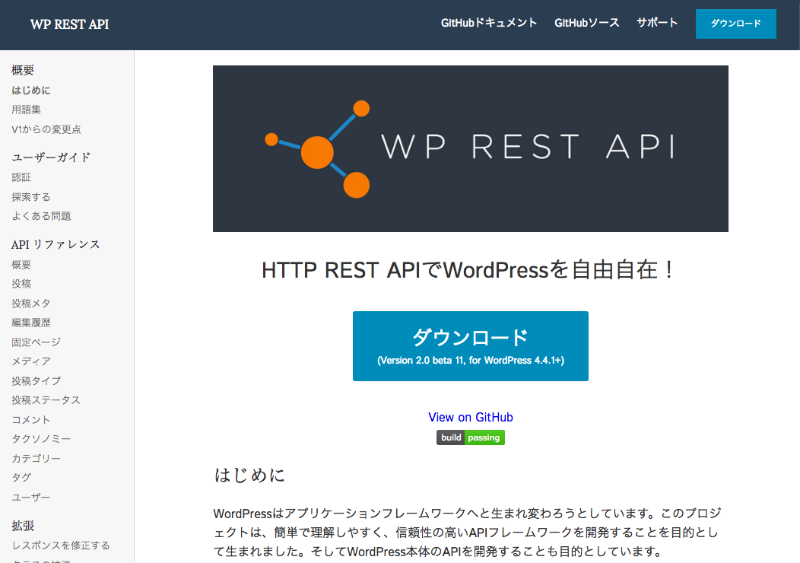 WP REST API
GitHubドキュメント
GitHubソース
サポート
ダウンロード
概要
はじめに
用語集
V1からの変更点
ユーザーガイド
認証
探索する
よくある問題
API リファレンス
概要
投稿
投稿メタ
編集履歴
固定ページ
メディア
投稿タイプ
投稿ステータス
コメント
タクソノミー
カテゴリー
タグ
ユーザー
拡張
レスポンスを修正する
WP REST API
HTTP REST APIでWordPressを自由自在！
ダウンロード
(Version 2.0 beta 11, for WordPress 4.4.1+)
View on GitHub
build passing
はじめに
WordPressはアプリケーションフレームワークへと生まれ変わろうとしています。このプロジ
ェクトは、簡単で理解しやすく、信頼性の高いAPIフレームワークを開発することを目的とし
て生まれました。そしてWordPress本体のAPIを開発することも目的としています。